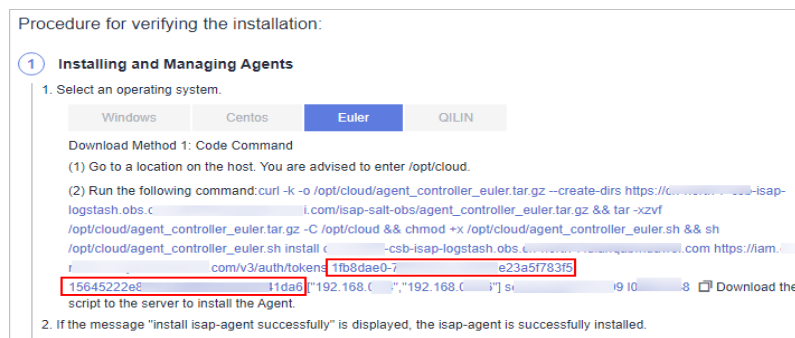 Procedure for verifying the installation:
1 Installing and Managing Agents
1. Select an operating system.
Windows Centos Euler QILIN
Download Method 1: Code Command
(1) Go to a location on the host. You are advised to enter /opt/cloud.
(2) Run the following command:curl -k -o /opt/cloud/agent_controller_euler.tar.gz --create-dirs https:// -isap-
logstash.obs. i.com/isap-salt-obs/agent_controller_euler.tar.gz && tar -xzvf
/opt/cloud/agent_controller_euler.tar.gz -C /opt/cloud && chmod +x /opt/cloud/agent_controller_euler.sh && sh
/opt/cloud/agent_controller_euler.sh install -csb-isap-logstash.obs. .com https://iam.
com/v3/auth/tokens 1fb8dae0-7 e23a5f783f5
15645222e8 41da6 ["192.168.0 ","192.168.0 "] 09 8 Download the
script to the server to install the Agent.
2. If the message "install isap-agent successfully" is displayed, the isap-agent is successfully installed.